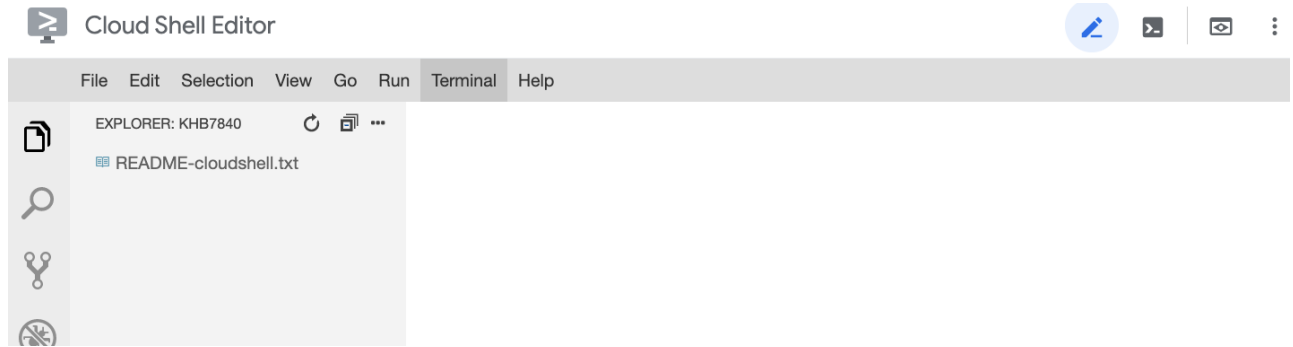 Cloud Shell Editor
File Edit Selection View Go Run Terminal Help
EXPLORER: KHB7840
README-cloudshell.txt